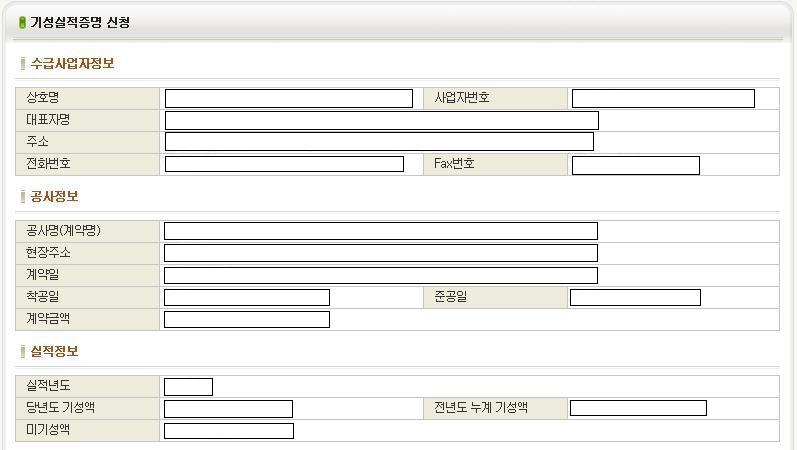 기성실적증명 신청
수급사업자정보
상호명 사업자번호
대표자명
주소
전화번호 Fax번호
공사정보
공사명(계약명)
현장주소
계약일
착공일 준공일
계약금액
실적정보
실적년도
당년도 기성액 전년도 누계 기성액
미기성액